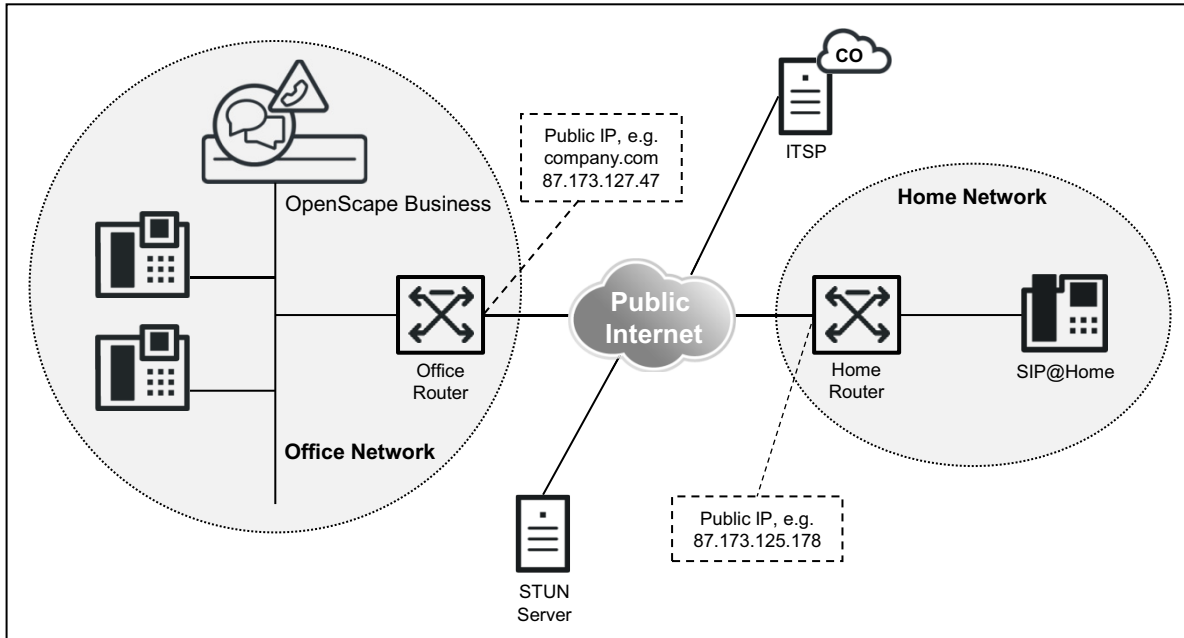 CO
ITSP
Public IP, e.g.
company.com
87.173.127.47
OpenScape Business
Home Network
Public
Internet
Office
Router
Home
Router
SIP@Home
Office Network
Public IP, e.g.
87.173.125.178
STUN
Server